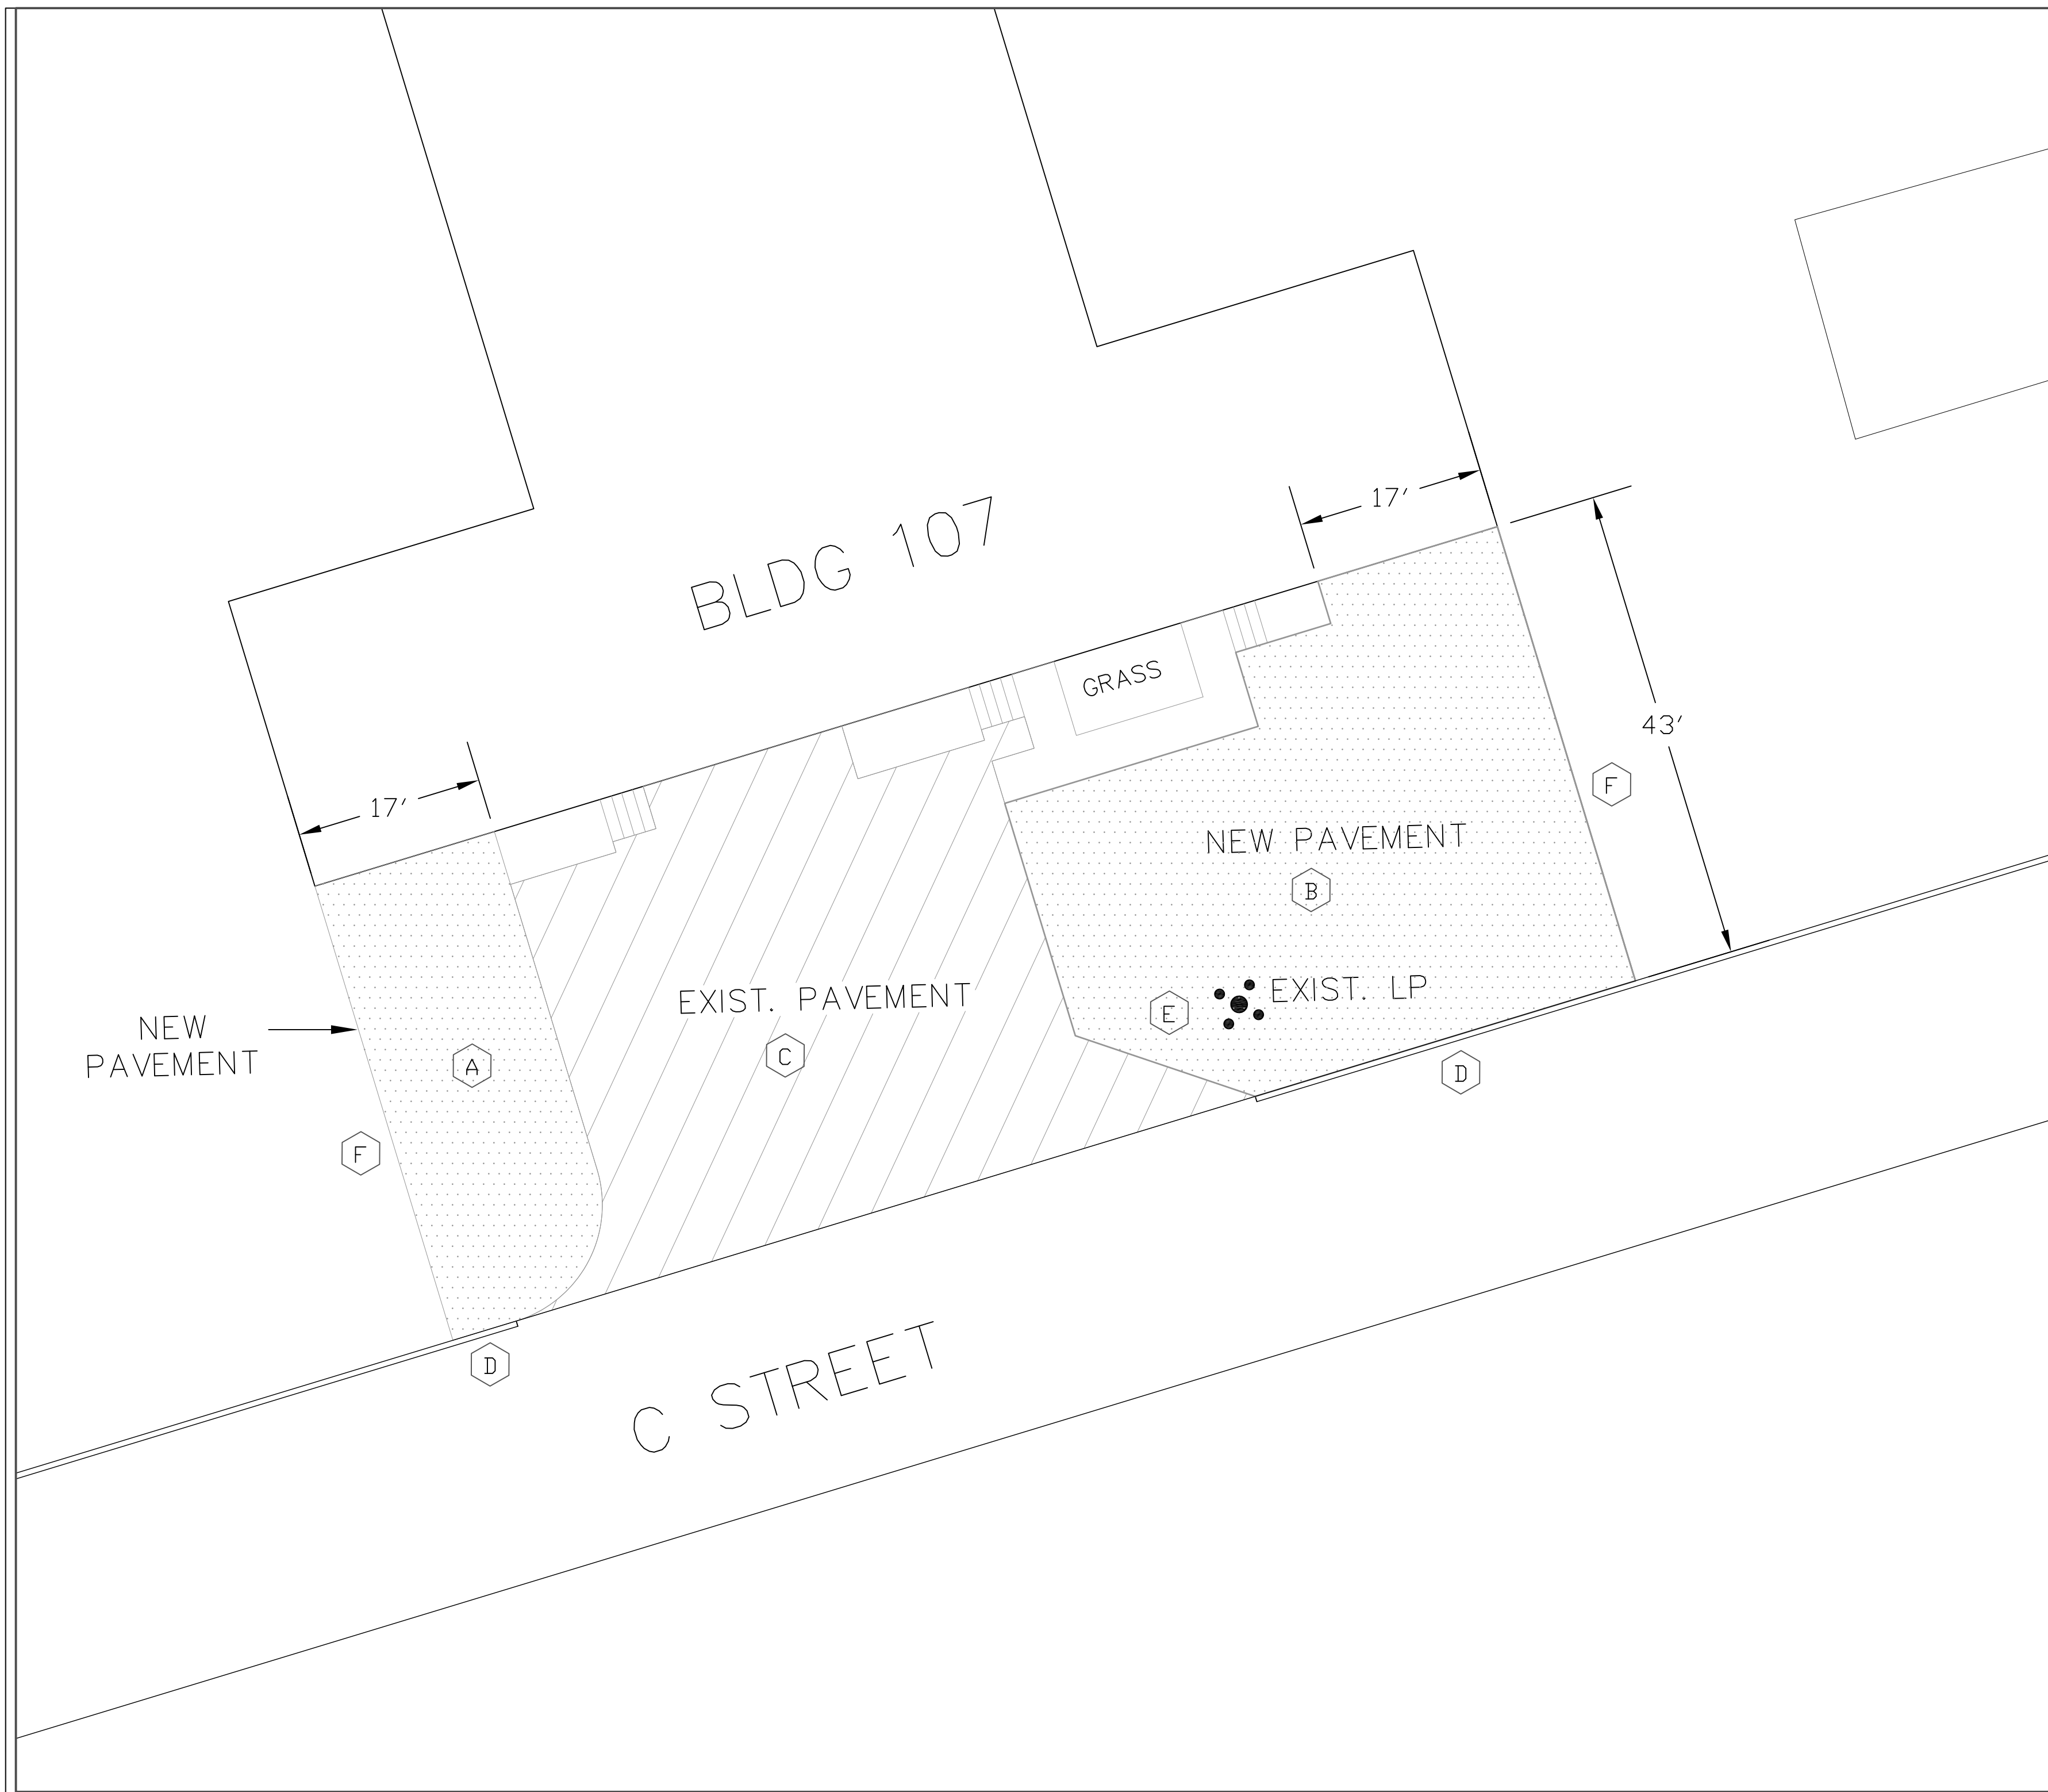 BLDG 107
17'
GRASS
17'
43'
F
NEW PAVEMENT
B
EXIST. PAVEMENT
EXIST. LP
E
NEW
PAVEMENT
A
C
D
F
D
C STREET